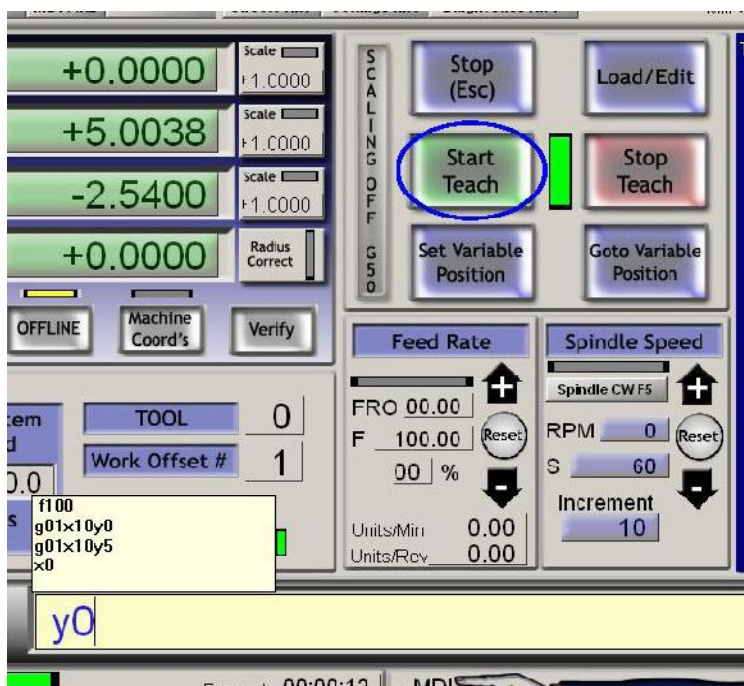 +0.0000
Scale
+1.0000
+5.0038
Scale
+1.0000
-2.5400
Scale
+1.0000
+0.0000
Radius
Correct
OFFLINE
Machine
Coord's
Verify
SCALING OFF G50
Stop
(Esc)
Load/Edit
Start
Teach
Stop
Teach
Set Variable
Position
Goto Variable
Position
Feed Rate
FRO 00.00
F 100.00
Reset
00 %
Units/Min 0.00
Units/Rev 0.00
Spindle Speed
Spindle CW F5
RPM 0
Reset
S 60
Increment
10
TOOL 0
Work Offset # 1
f100
g01x10y0
g01x10y5
x0
y0
00:00:12
MDI